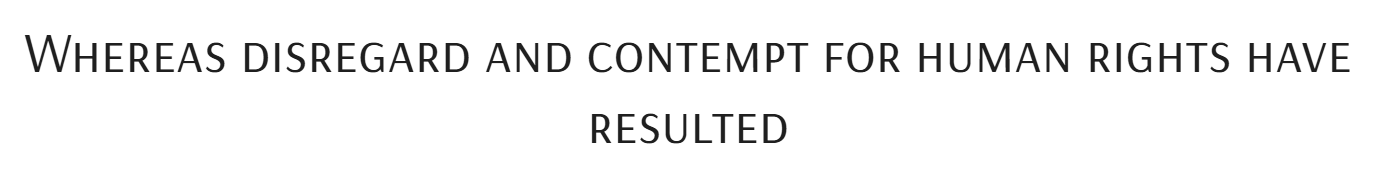 Whereas disregard and contempt for human rights have
resulted